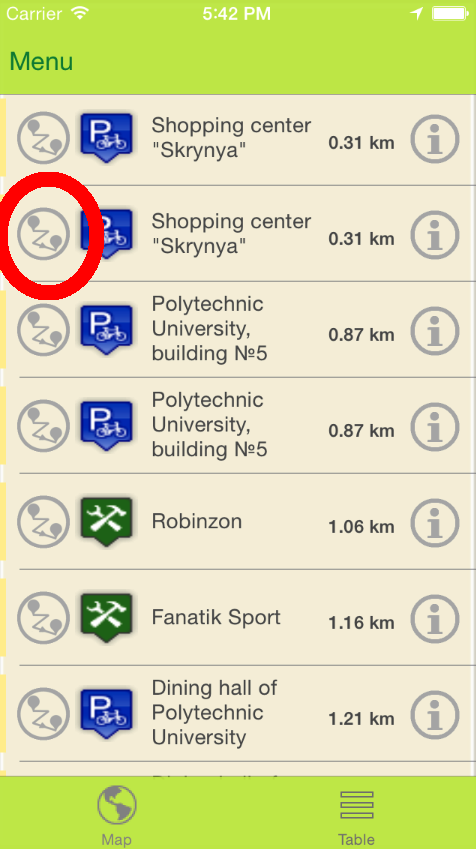 Carrier 5:42 PM
Menu
P
Shopping center
"Skrynya"
0.31 km
P
Shopping center
"Skrynya"
0.31 km
P
Polytechnic
University,
building №5
0.87 km
P
Polytechnic
University,
building №5
0.87 km
Robinzon
1.06 km
Fanatik Sport
1.16 km
P
Dining hall of
Polytechnic
University
1.21 km
Map
Table